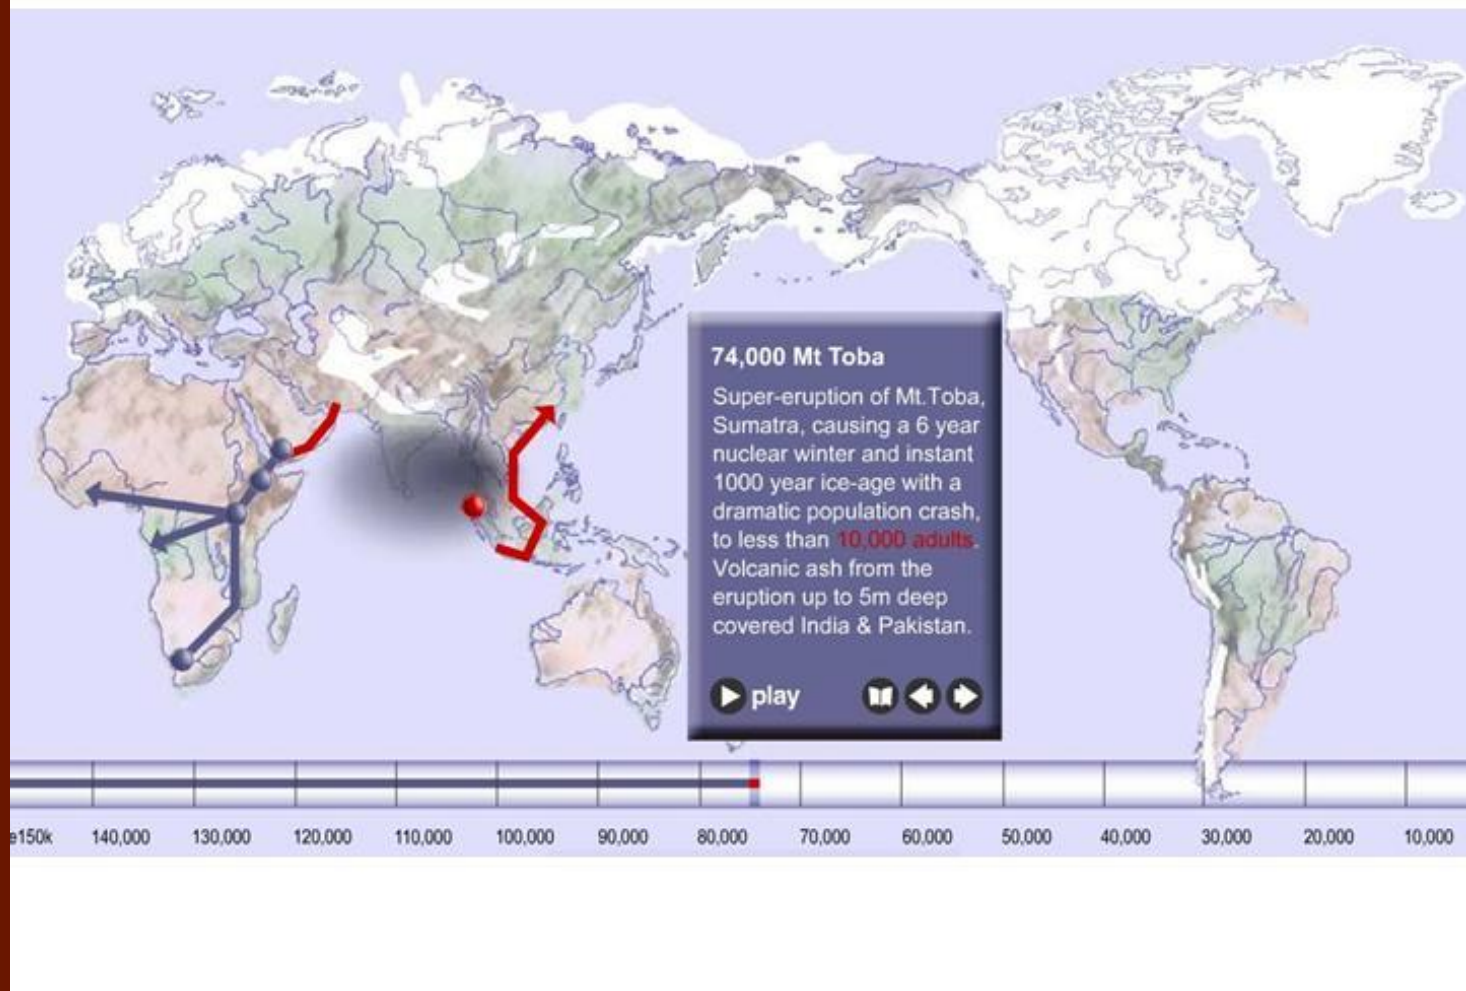 74,000 Mt Toba
Super-eruption of Mt.Toba,
Sumatra, causing a 6 year
nuclear winter and instant
1000 year ice-age with a
dramatic population crash,
to less than 10,000 adults.
Volcanic ash from the
eruption up to 5m deep
covered India & Pakistan.
play
e150k 140,000 130,000 120,000 110,000 100,000 90,000 80,000 70,000 60,000 50,000 40,000 30,000 20,000 10,000